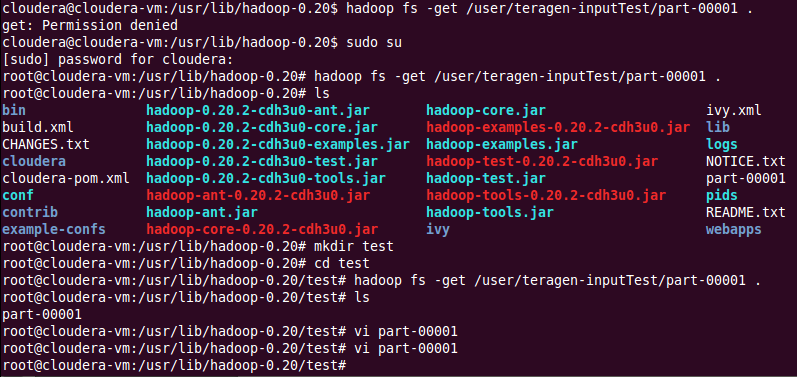 cloudera@cloudera-vm:/usr/lib/hadoop-0.20$ hadoop fs -get /user/teragen-inputTest/part-00001 .
get: Permission denied
cloudera@cloudera-vm:/usr/lib/hadoop-0.20$ sudo su
[sudo] password for cloudera:
root@cloudera-vm:/usr/lib/hadoop-0.20# hadoop fs -get /user/teragen-inputTest/part-00001 .
root@cloudera-vm:/usr/lib/hadoop-0.20# ls
bin hadoop-0.20.2-cdh3u0-ant.jar hadoop-core.jar ivy.xml
build.xml hadoop-0.20.2-cdh3u0-core.jar hadoop-examples-0.20.2-cdh3u0.jar lib
CHANGES.txt hadoop-0.20.2-cdh3u0-examples.jar hadoop-examples.jar logs
cloudera hadoop-0.20.2-cdh3u0-test.jar hadoop-test-0.20.2-cdh3u0.jar NOTICE.txt
cloudera-pom.xml hadoop-0.20.2-cdh3u0-tools.jar hadoop-test.jar part-00001
conf hadoop-ant-0.20.2-cdh3u0.jar hadoop-tools-0.20.2-cdh3u0.jar pids
contrib hadoop-ant.jar hadoop-tools.jar README.txt
example-confs hadoop-core-0.20.2-cdh3u0.jar ivy webapps
root@cloudera-vm:/usr/lib/hadoop-0.20# mkdir test
root@cloudera-vm:/usr/lib/hadoop-0.20# cd test
root@cloudera-vm:/usr/lib/hadoop-0.20/test# hadoop fs -get /user/teragen-inputTest/part-00001 .
root@cloudera-vm:/usr/lib/hadoop-0.20/test# ls
part-00001
root@cloudera-vm:/usr/lib/hadoop-0.20/test# vi part-00001
root@cloudera-vm:/usr/lib/hadoop-0.20/test# vi part-00001
root@cloudera-vm:/usr/lib/hadoop-0.20/test#